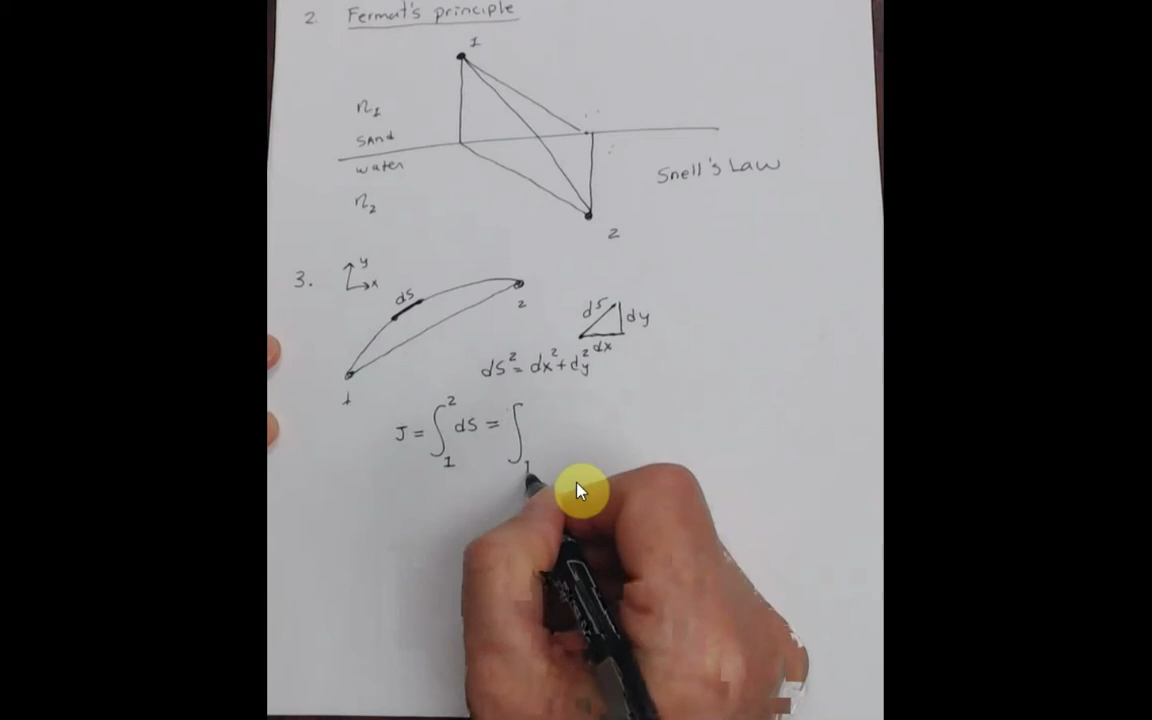 2. Fermat's principle
1
n₁
SAnd
water
n₂
Snell's Law
2
3.
y
x
dS
2
1
dS
dy
dx
dS² = dx² + dy²
J = ∫₁² dS = ∫₁